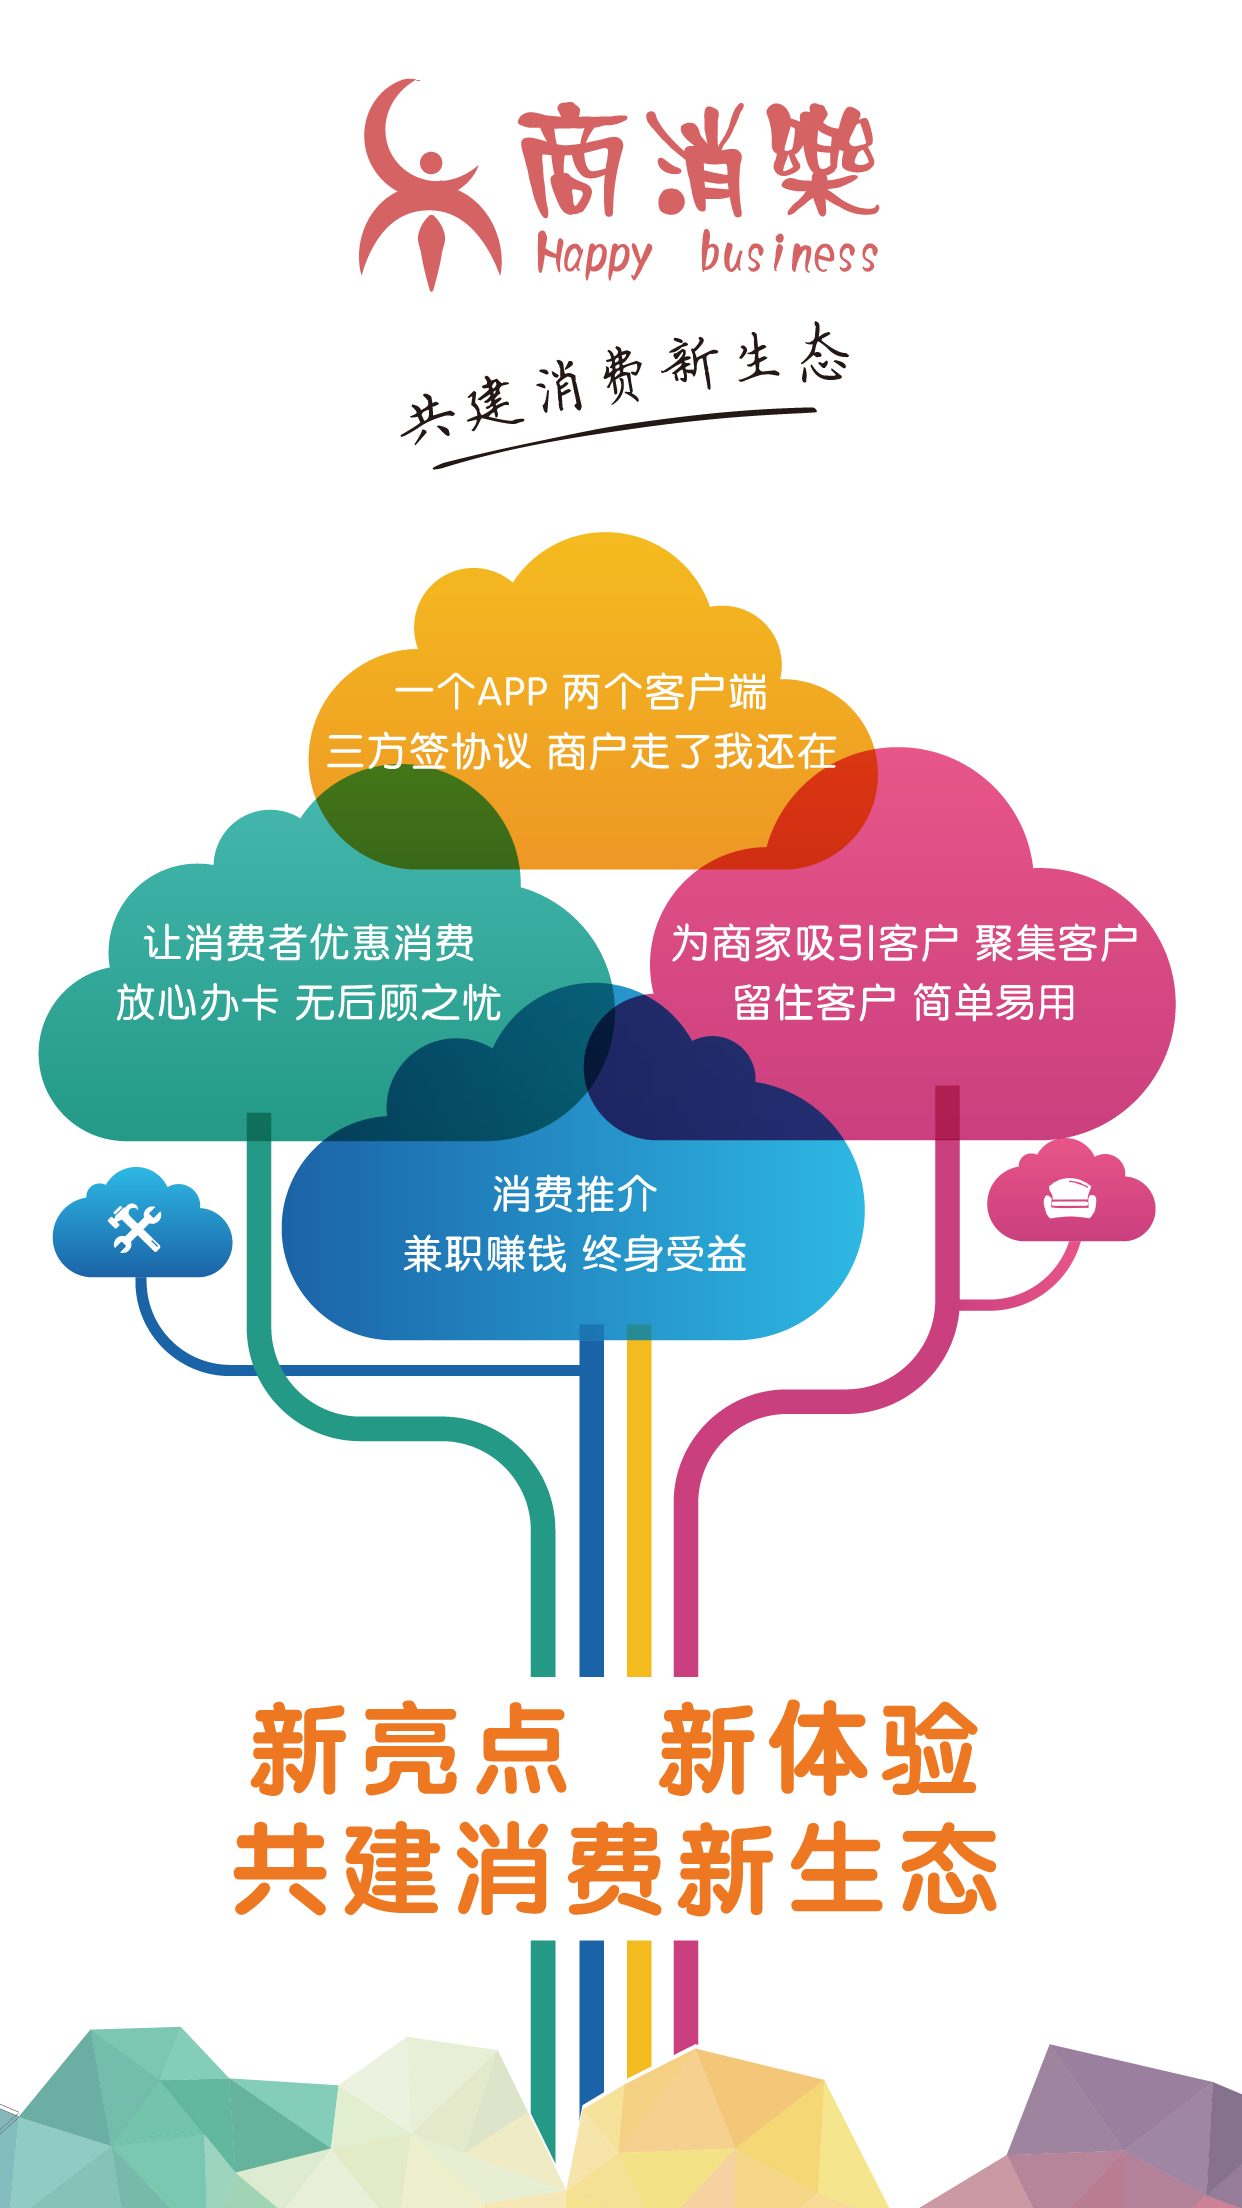 商消樂
Happy business
共建消费新生态
一个APP 两个客户端
三方签协议 商户走了我还在
让消费者优惠消费
放心办卡 无后顾之忧
为商家吸引客户 聚集客户
留住客户 简单易用
消费推介
兼职赚钱 终身受益
新亮点 新体验
共建消费新生态